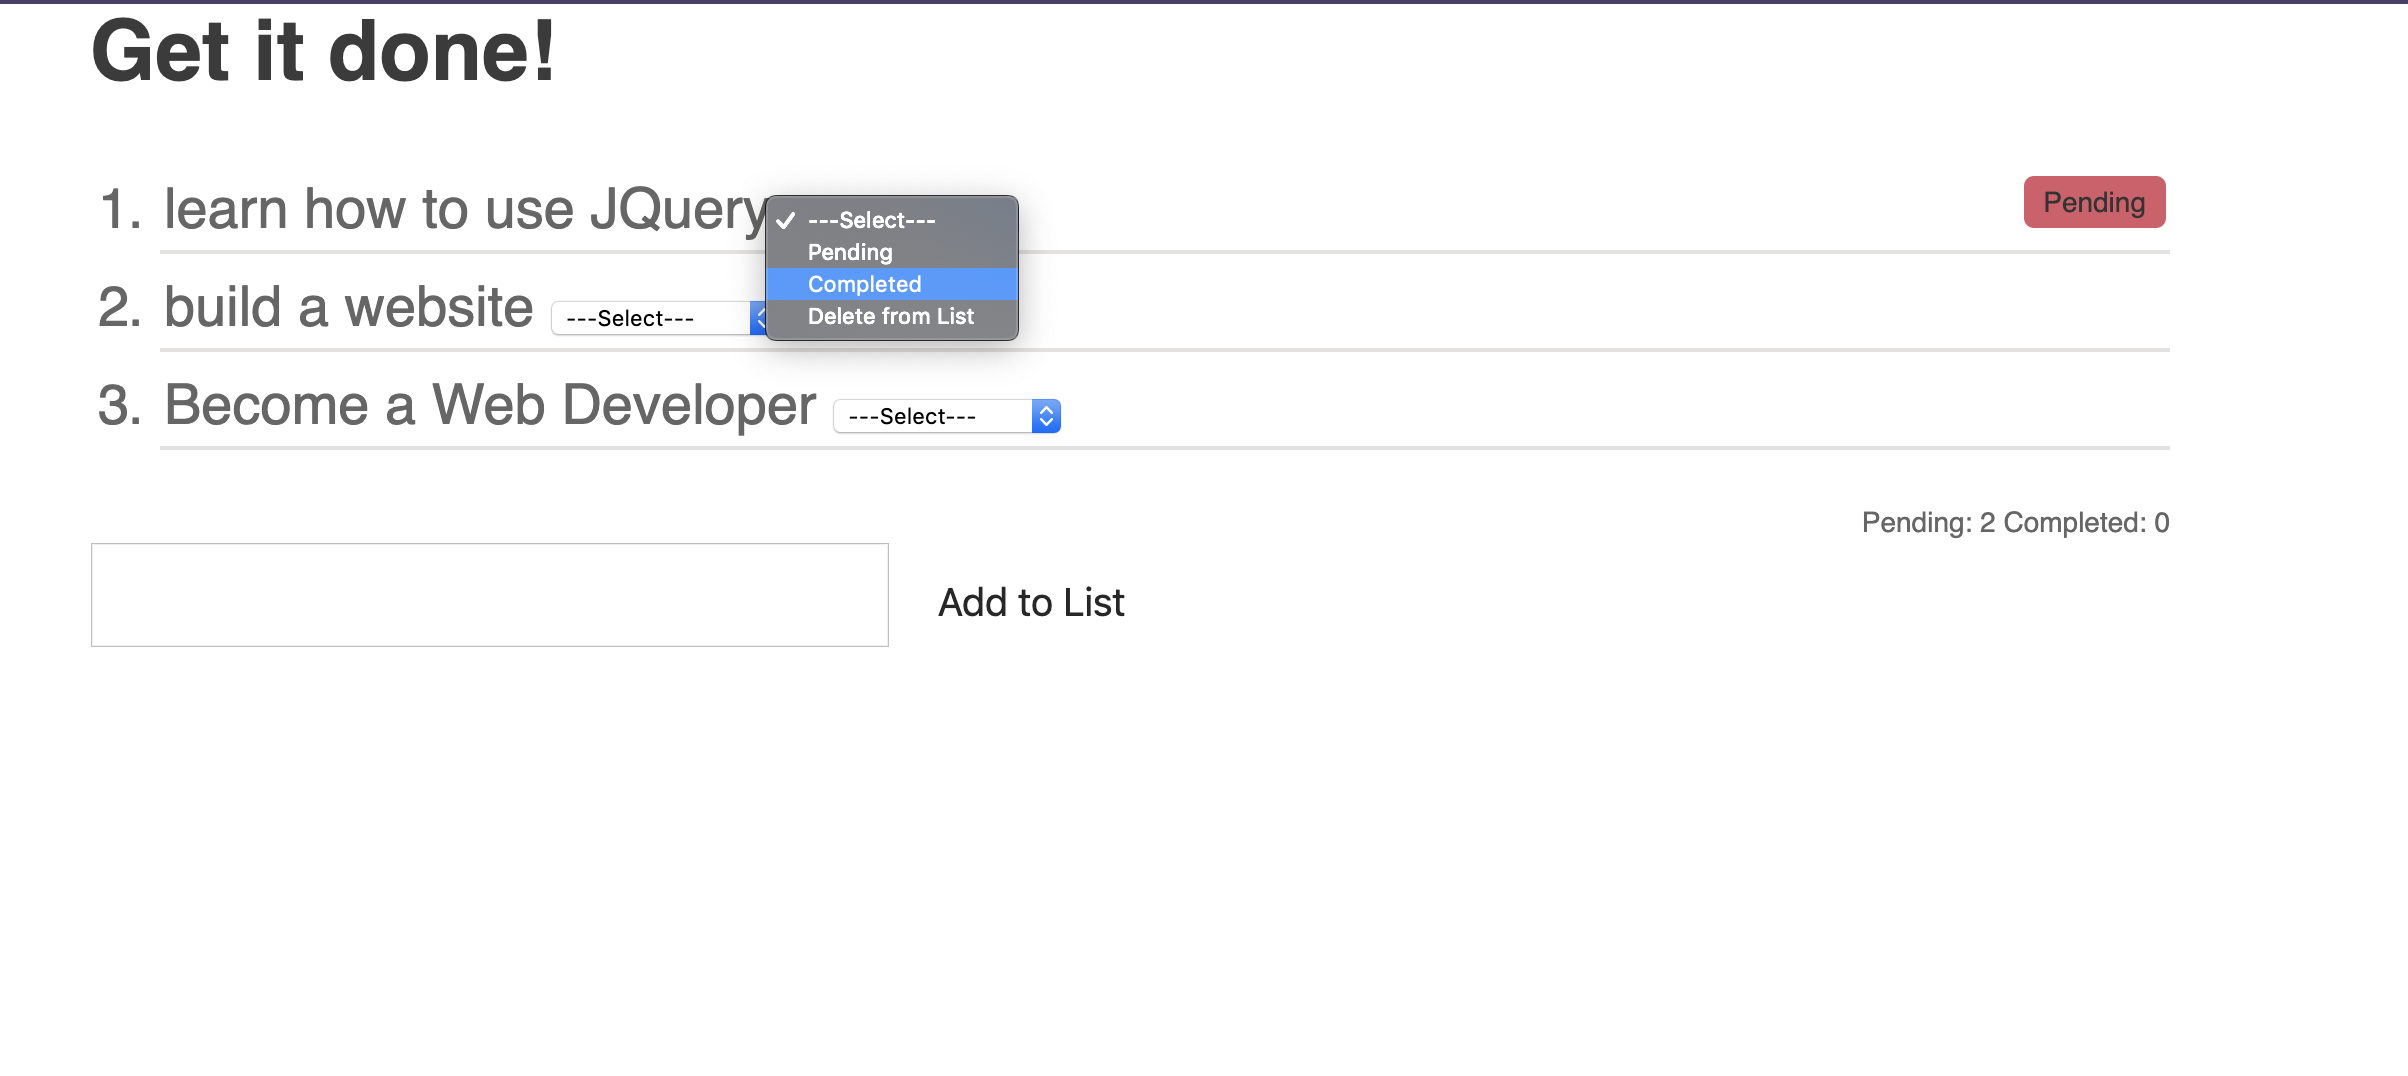 Get it done!
1. learn how to use JQuery
---Select---
Pending
Completed
Delete from List
Pending
2. build a website ---Select---
3. Become a Web Developer ---Select---
Pending: 2 Completed: 0
Add to List